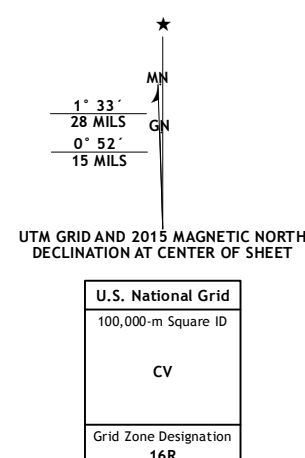 MN
1° 33´
28 MILS
GN
0° 52´
15 MILS
UTM GRID AND 2015 MAGNETIC NORTH
DECLINATION AT CENTER OF SHEET
U.S. National Grid
100,000-m Square ID
CV
Grid Zone Designation
16R